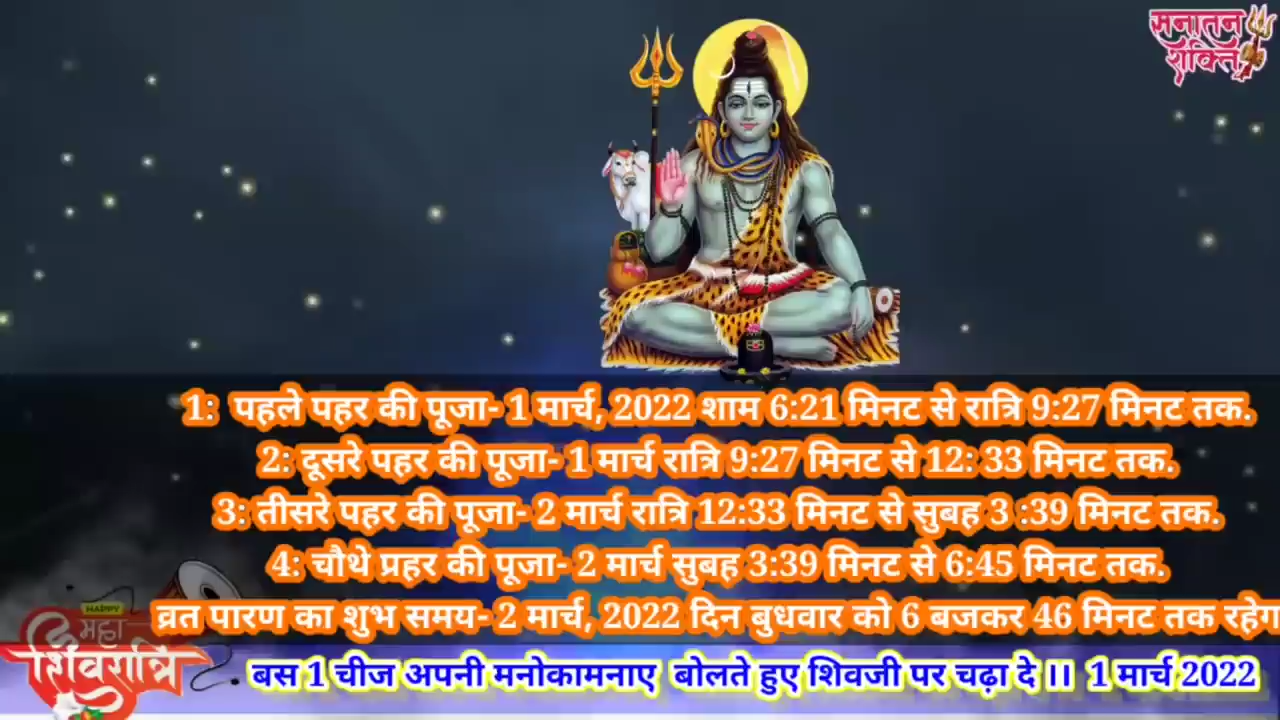 सनातन
शक्ति
1: पहले पहर की पूजा- 1 मार्च, 2022 शाम 6:21 मिनट से रात्रि 9:27 मिनट तक.
2: दूसरे पहर की पूजा- 1 मार्च रात्रि 9:27 मिनट से 12: 33 मिनट तक.
3: तीसरे पहर की पूजा- 2 मार्च रात्रि 12:33 मिनट से सुबह 3 :39 मिनट तक.
4: चौथे प्रहर की पूजा- 2 मार्च सुबह 3:39 मिनट से 6:45 मिनट तक.
व्रत पारण का शुभ समय- 2 मार्च, 2022 दिन बुधवार को 6 बजकर 46 मिनट तक रहेग
HAPPY
महा
शिवरात्रि
बस 1 चीज अपनी मनोकामनाए बोलते हुए शिवजी पर चढ़ा दे ।। 1 मार्च 2022